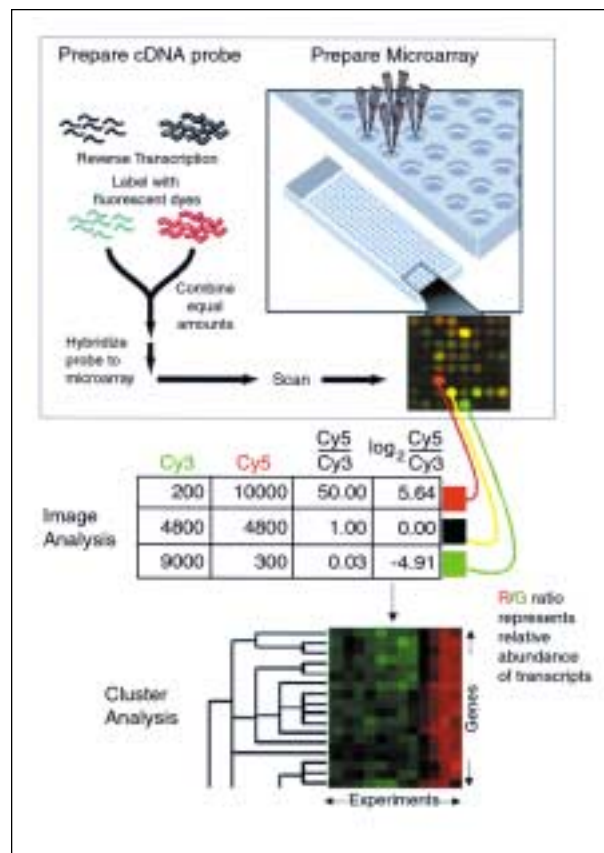 Prepare cDNA probe
Prepare Microarray
Reverse Transcription
Label with
fluorescent dyes
Combine
equal
amounts
Hybridize
probe to
microarray
Scan
Cy3 Cy5 Cy5/Cy3 log₂ Cy5/Cy3
Image
Analysis
200 10000 50.00 5.64
4800 4800 1.00 0.00
9000 300 0.03 -4.91
R/G ratio
represents
relative
abundance
of transcripts
Cluster
Analysis
Genes
Experiments